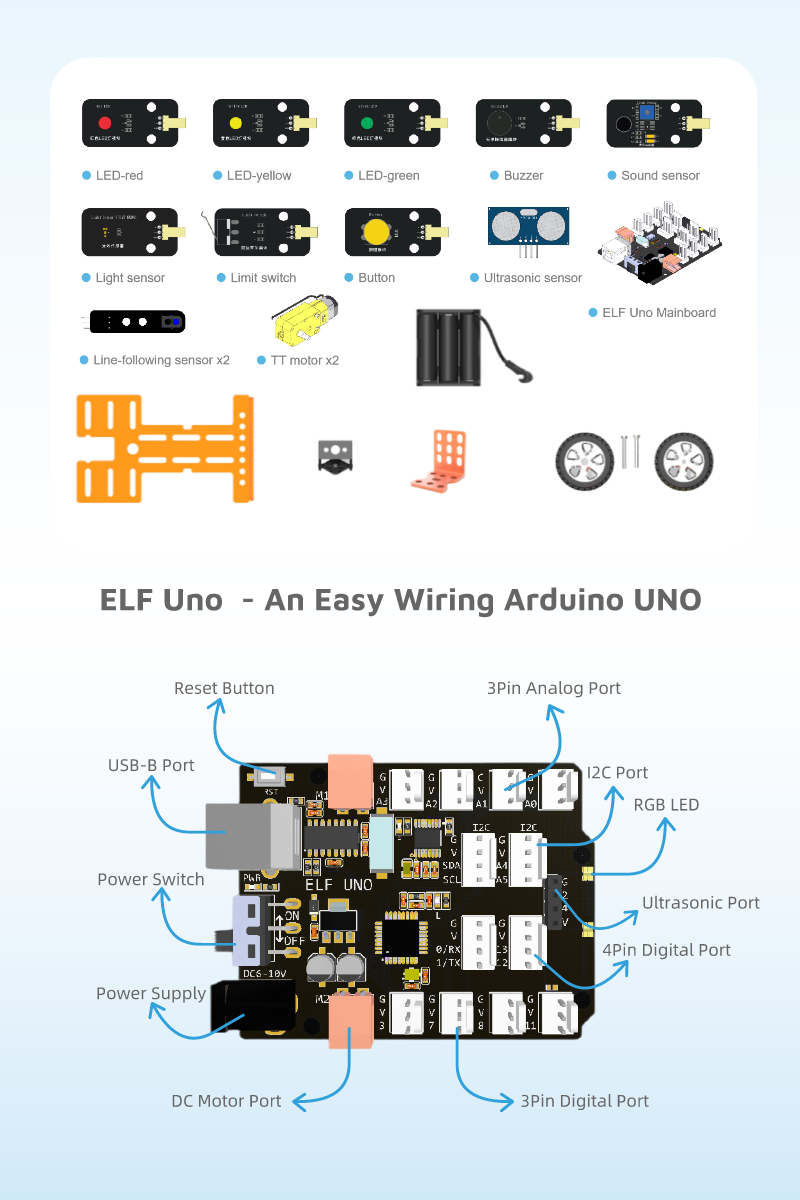 LED-red
LED-yellow
LED-green
Buzzer
Sound sensor
Light sensor
Limit switch
Button
Ultrasonic sensor
ELF Uno Mainboard
Line-following sensor x2
TT motor x2
ELF Uno - An Easy Wiring Arduino UNO
Reset Button
3Pin Analog Port
USB-B Port
I2C Port
RGB LED
RST
M1
G
V
A3
G
V
A2
G
V
A1
G
V
A0
I2C
I2C
G
V
SDA
SCL
G
V
A4
A5
Power Switch
PWR
ELF UNO
G
2
4
V
Ultrasonic Port
ON
OFF
L
G
V
0/RX
1/TX
G
V
4Pin Digital Port
DC6-10V
Power Supply
M2
G
V
3
G
V
7
G
V
8
G
V
11
DC Motor Port
3Pin Digital Port